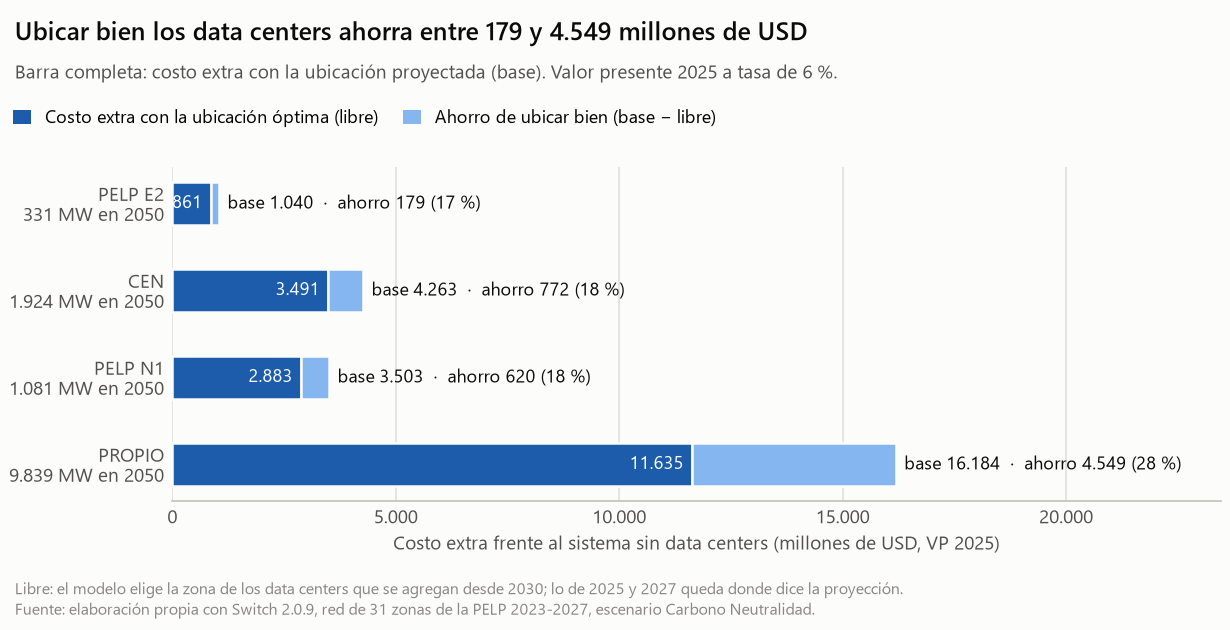 Ubicar bien los data centers ahorra entre 179 y 4.549 millones de USD
Barra completa: costo extra con la ubicación proyectada (base). Valor presente 2025 a tasa de 6 %.
Costo extra con la ubicación óptima (libre)
Ahorro de ubicar bien (base − libre)
PELP E2
331 MW en 2050
861
base 1.040 · ahorro 179 (17 %)
CEN
1.924 MW en 2050
3.491
base 4.263 · ahorro 772 (18 %)
PELP N1
1.081 MW en 2050
2.883
base 3.503 · ahorro 620 (18 %)
PROPIO
9.839 MW en 2050
11.635
base 16.184 · ahorro 4.549 (28 %)
0
5.000
10.000
15.000
20.000
Costo extra frente al sistema sin data centers (millones de USD, VP 2025)
Libre: el modelo elige la zona de los data centers que se agregan desde 2030; lo de 2025 y 2027 queda donde dice la proyección.
Fuente: elaboración propia con Switch 2.0.9, red de 31 zonas de la PELP 2023-2027, escenario Carbono Neutralidad.